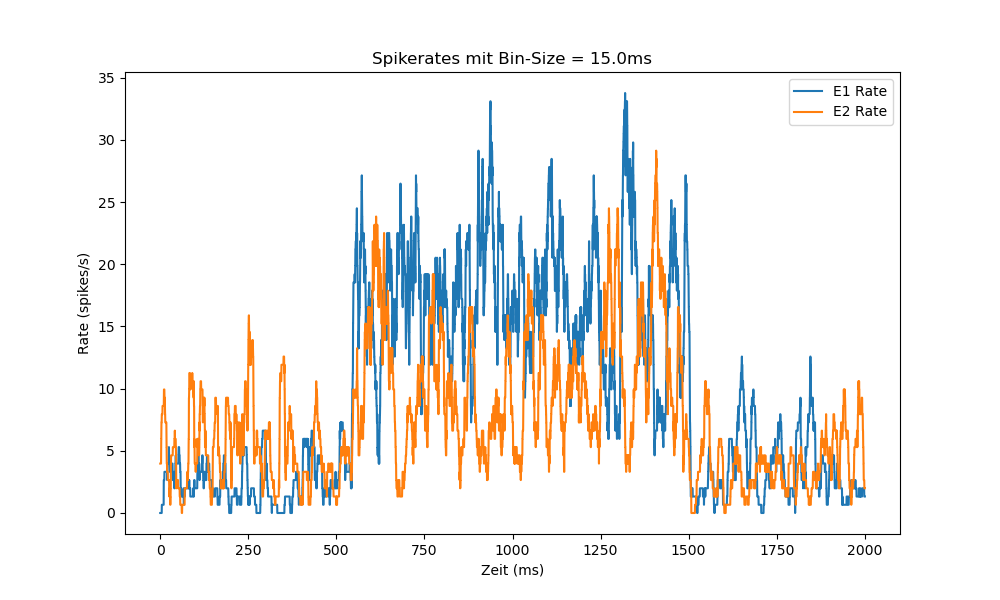 Spikerates mit Bin-Size = 15.0ms
E1 Rate
E2 Rate
Rate (spikes/s)
35
30
25
20
15
10
5
0
0 250 500 750 1000 1250 1500 1750 2000
Zeit (ms)